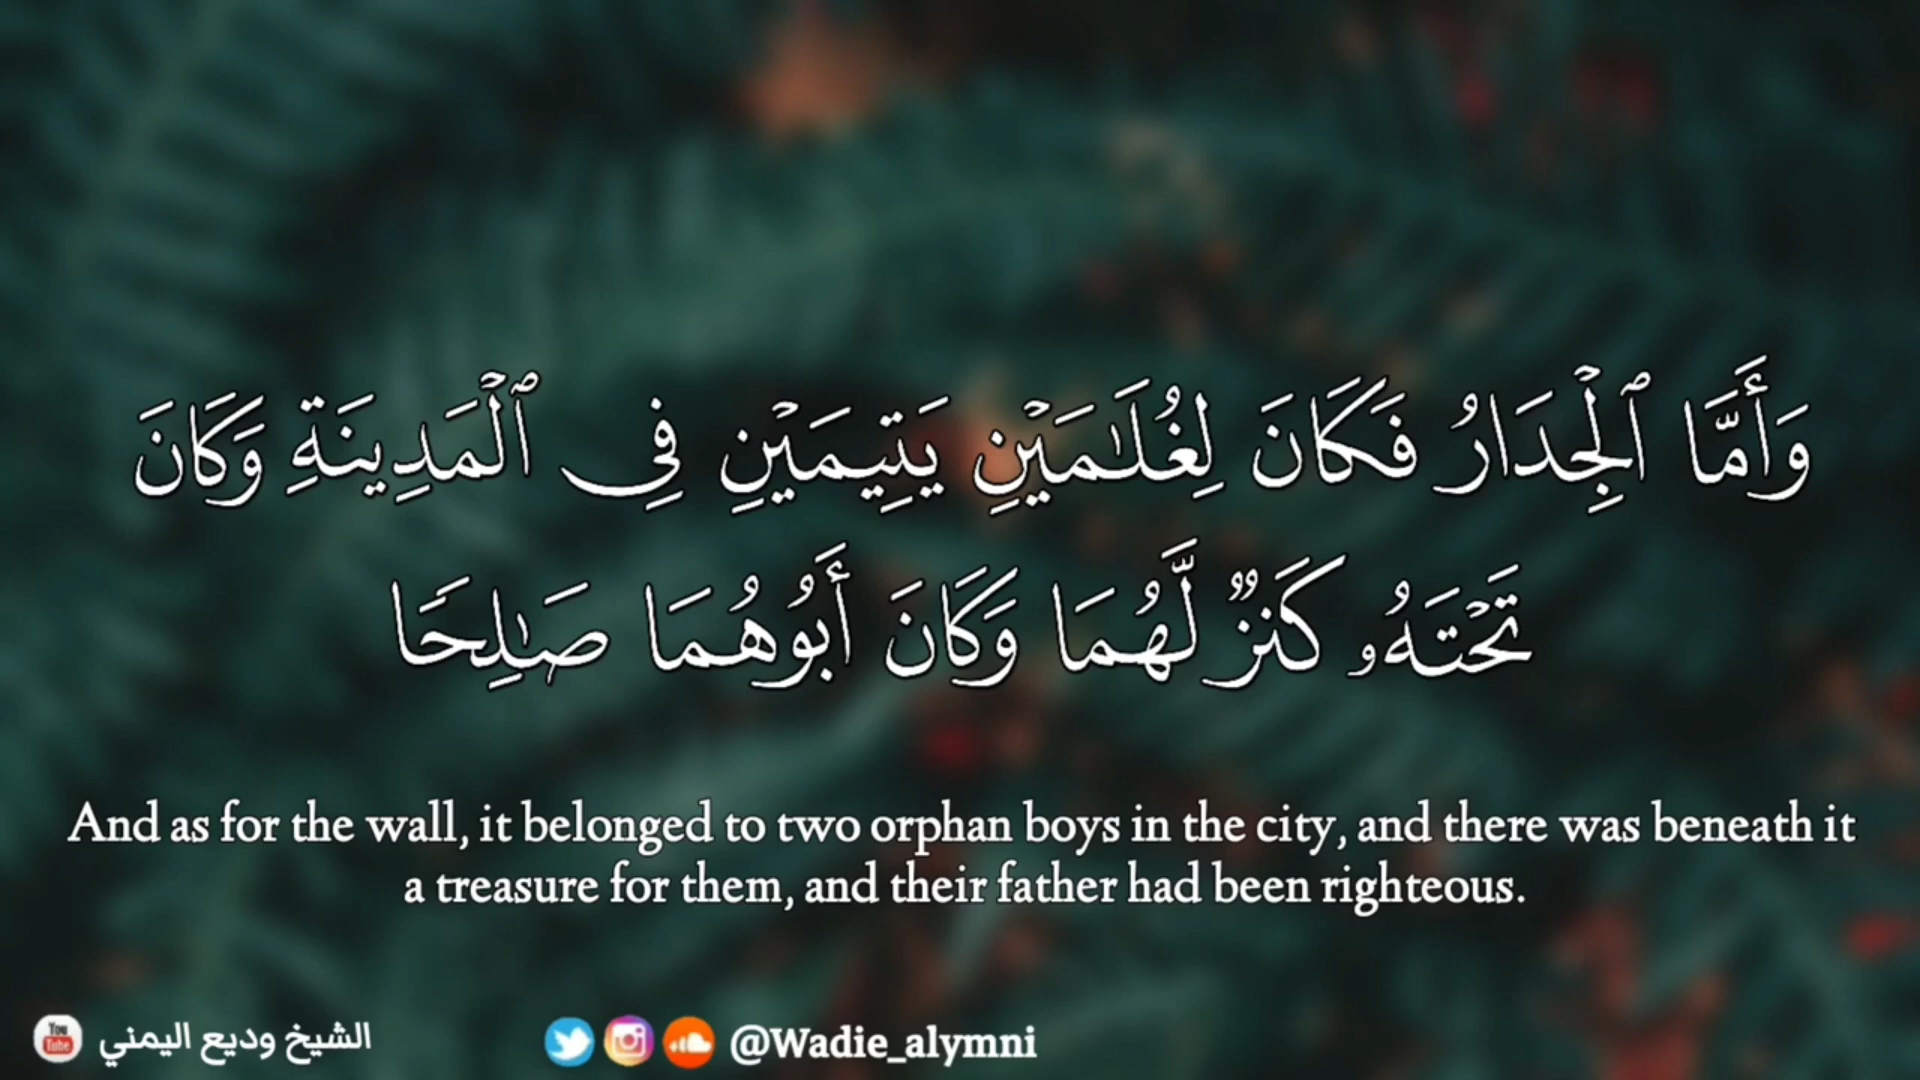 وَأَمَّا ٱلْجِدَارُ فَكَانَ لِغُلَـٰمَيْنِ يَتِيمَيْنِ فِى ٱلْمَدِينَةِ وَكَانَ
تَحْتَهُۥ كَنزٌ لَّهُمَا وَكَانَ أَبُوهُمَا صَـٰلِحًا
And as for the wall, it belonged to two orphan boys in the city, and there was beneath it
a treasure for them, and their father had been righteous.
You Tube الشيخ وديع اليمني
@Wadie_alymni